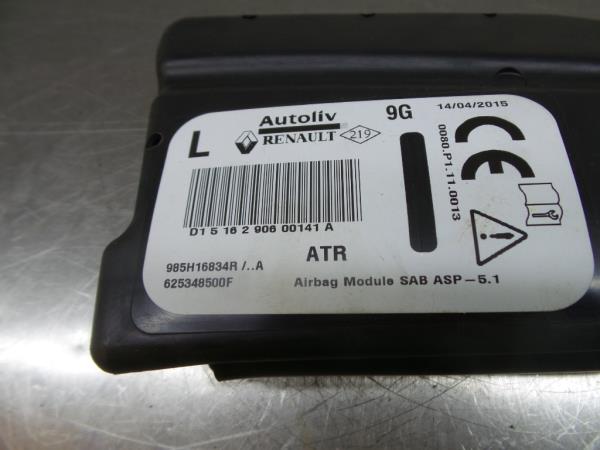 L
Autoliv
RENAULT
219
9G
14/04/2015
0080.P1.11.0013
CE
D1 5 16 2 906 00141 A
ATR
985H16834R /..A
625348500F
Airbag Module SAB ASP-5.1